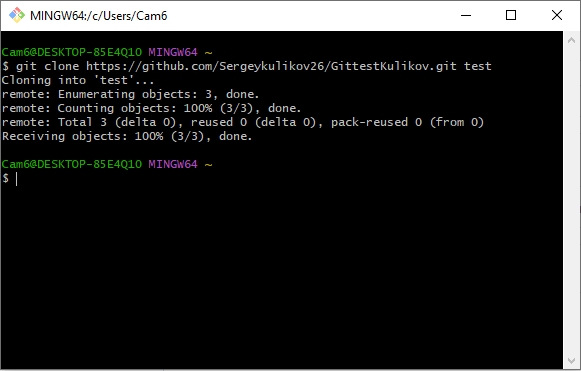 MINGW64:/c/Users/Cam6
Cam6@DESKTOP-85E4Q1O MINGW64 ~
$ git clone https://github.com/Sergeykulikov26/GittestKulikov.git test
Cloning into 'test'...
remote: Enumerating objects: 3, done.
remote: Counting objects: 100% (3/3), done.
remote: Total 3 (delta 0), reused 0 (delta 0), pack-reused 0 (from 0)
Receiving objects: 100% (3/3), done.
Cam6@DESKTOP-85E4Q1O MINGW64 ~
$